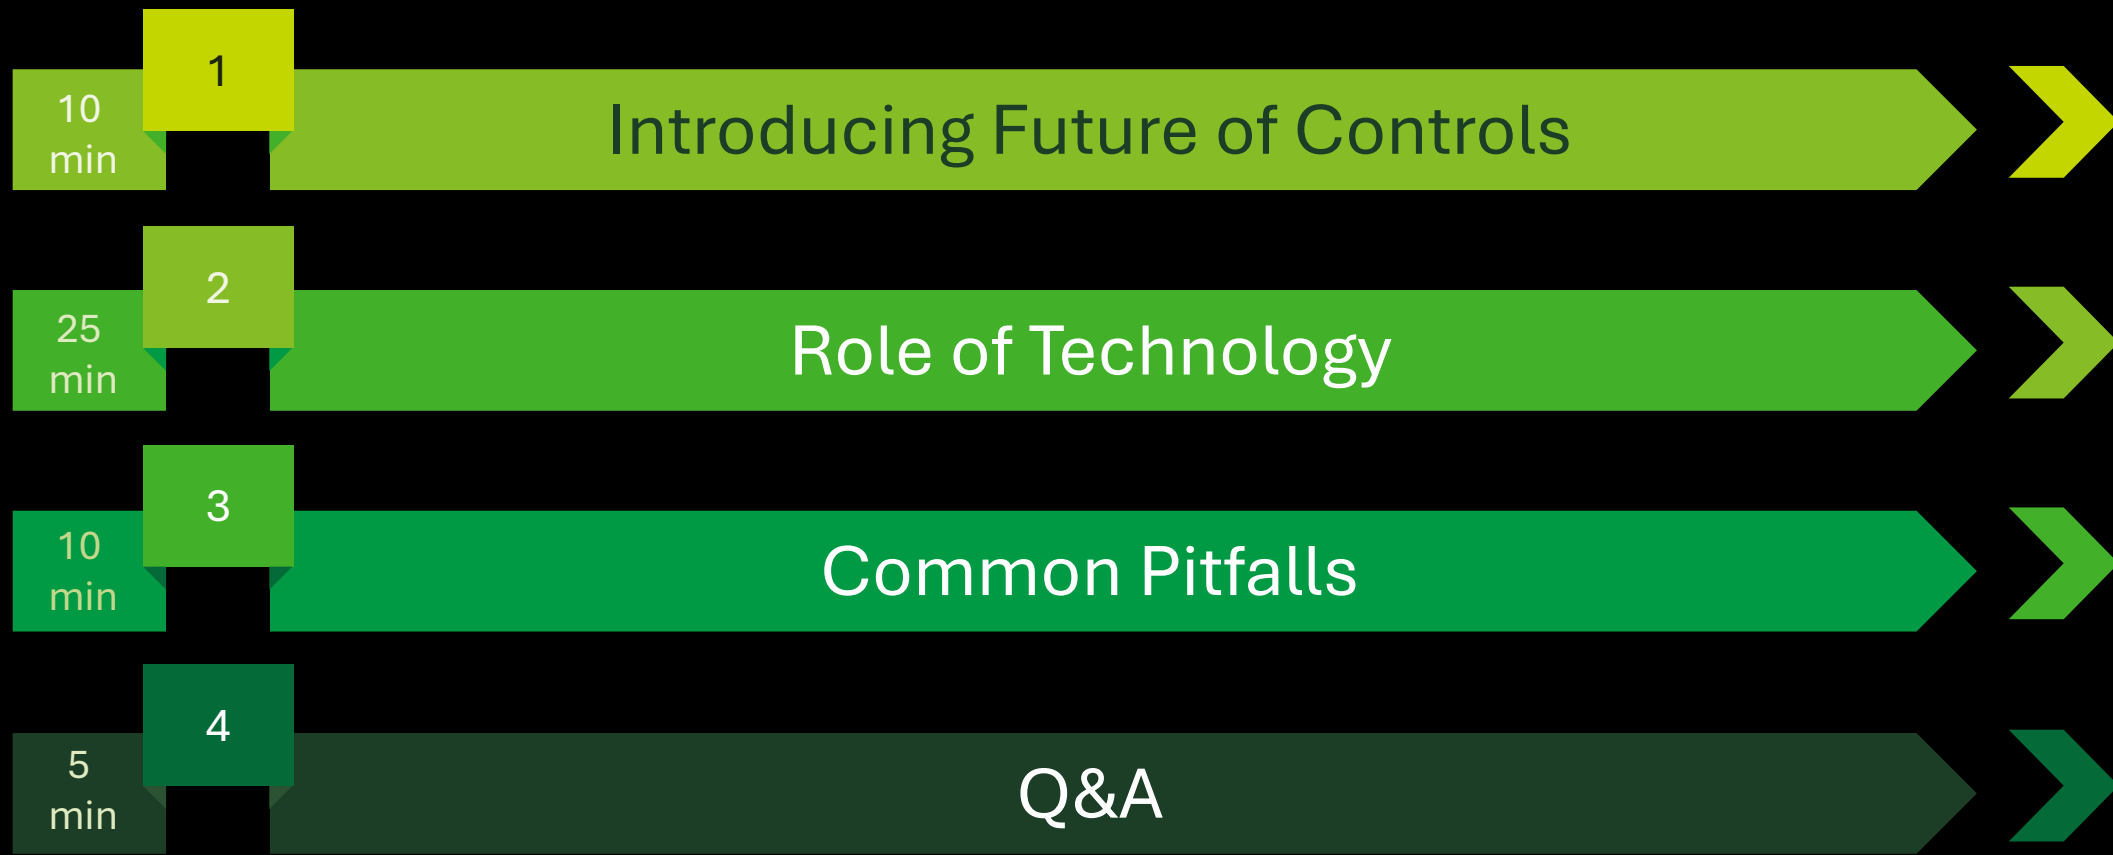 1
10
min
Introducing Future of Controls
2
25
min
Role of Technology
3
10
min
Common Pitfalls
4
5
min
Q&A